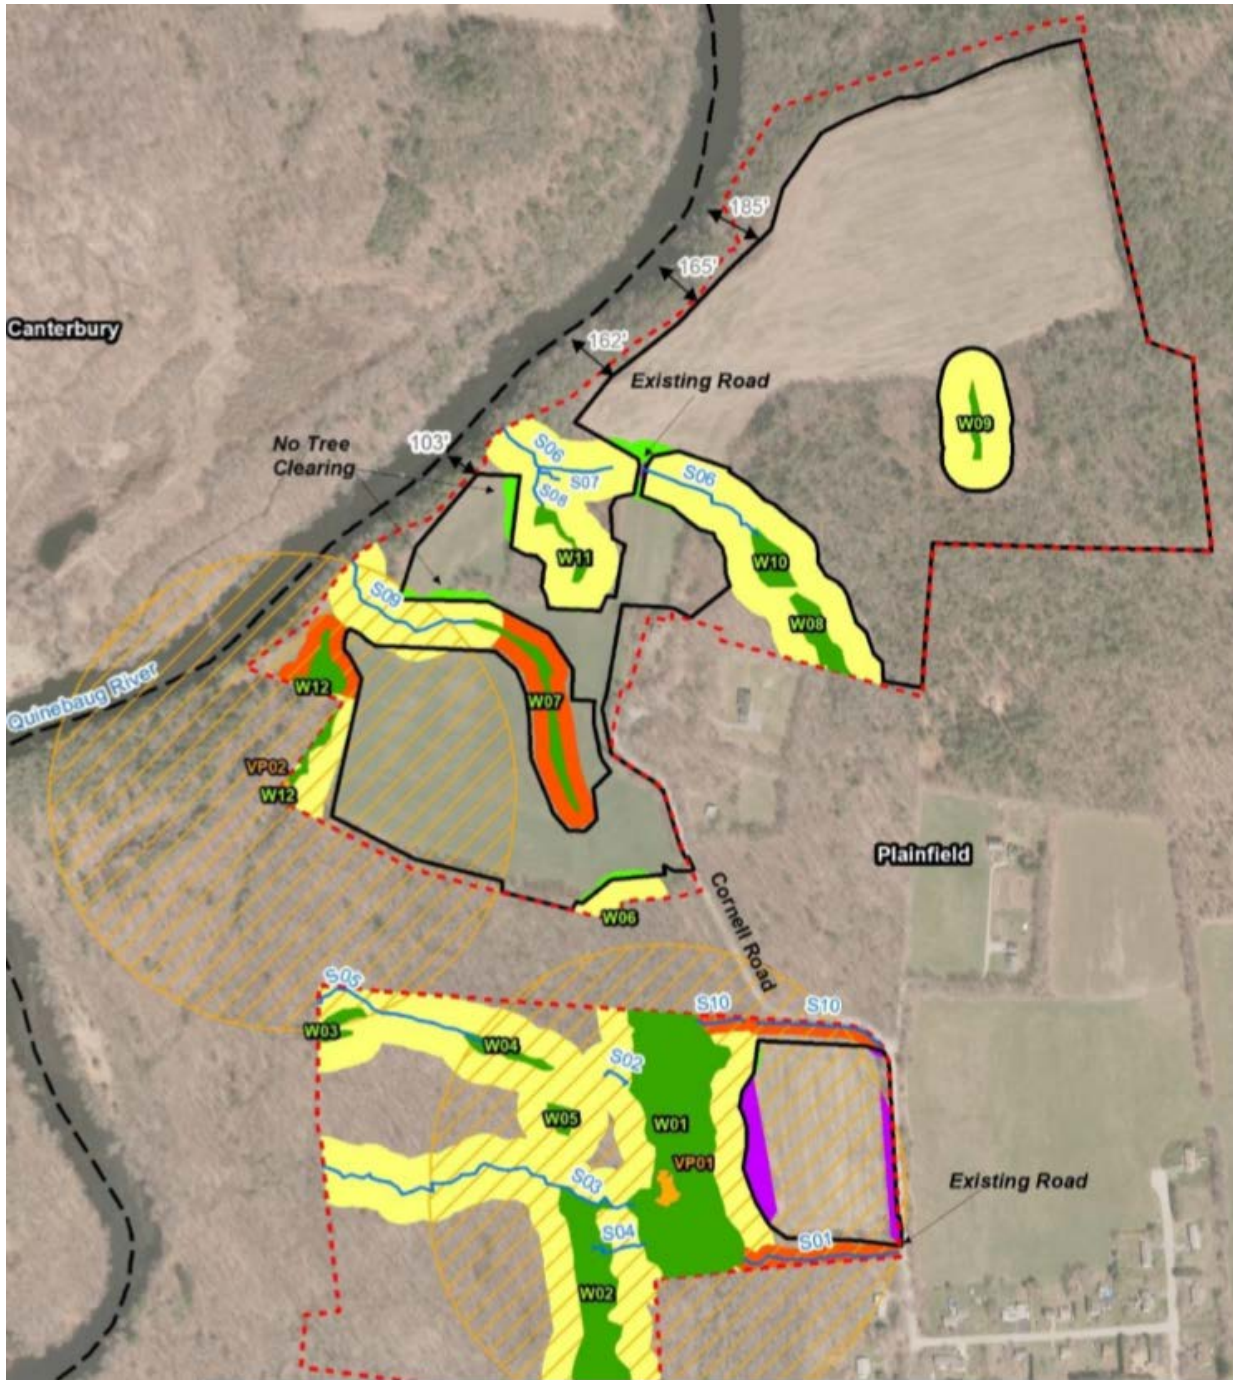 185'
165'
Canterbury
162'
Existing Road
W09
No Tree
Clearing
103'
S06
S07
S08
S06
W11
W10
S09
W08
W12
W07
Quinebaug River
VP02
W12
Plainfield
W06
Cornell Road
S05
S10
S10
W03
W04
S02
W05
W01
VP01
S03
Existing Road
S04
S01
W02